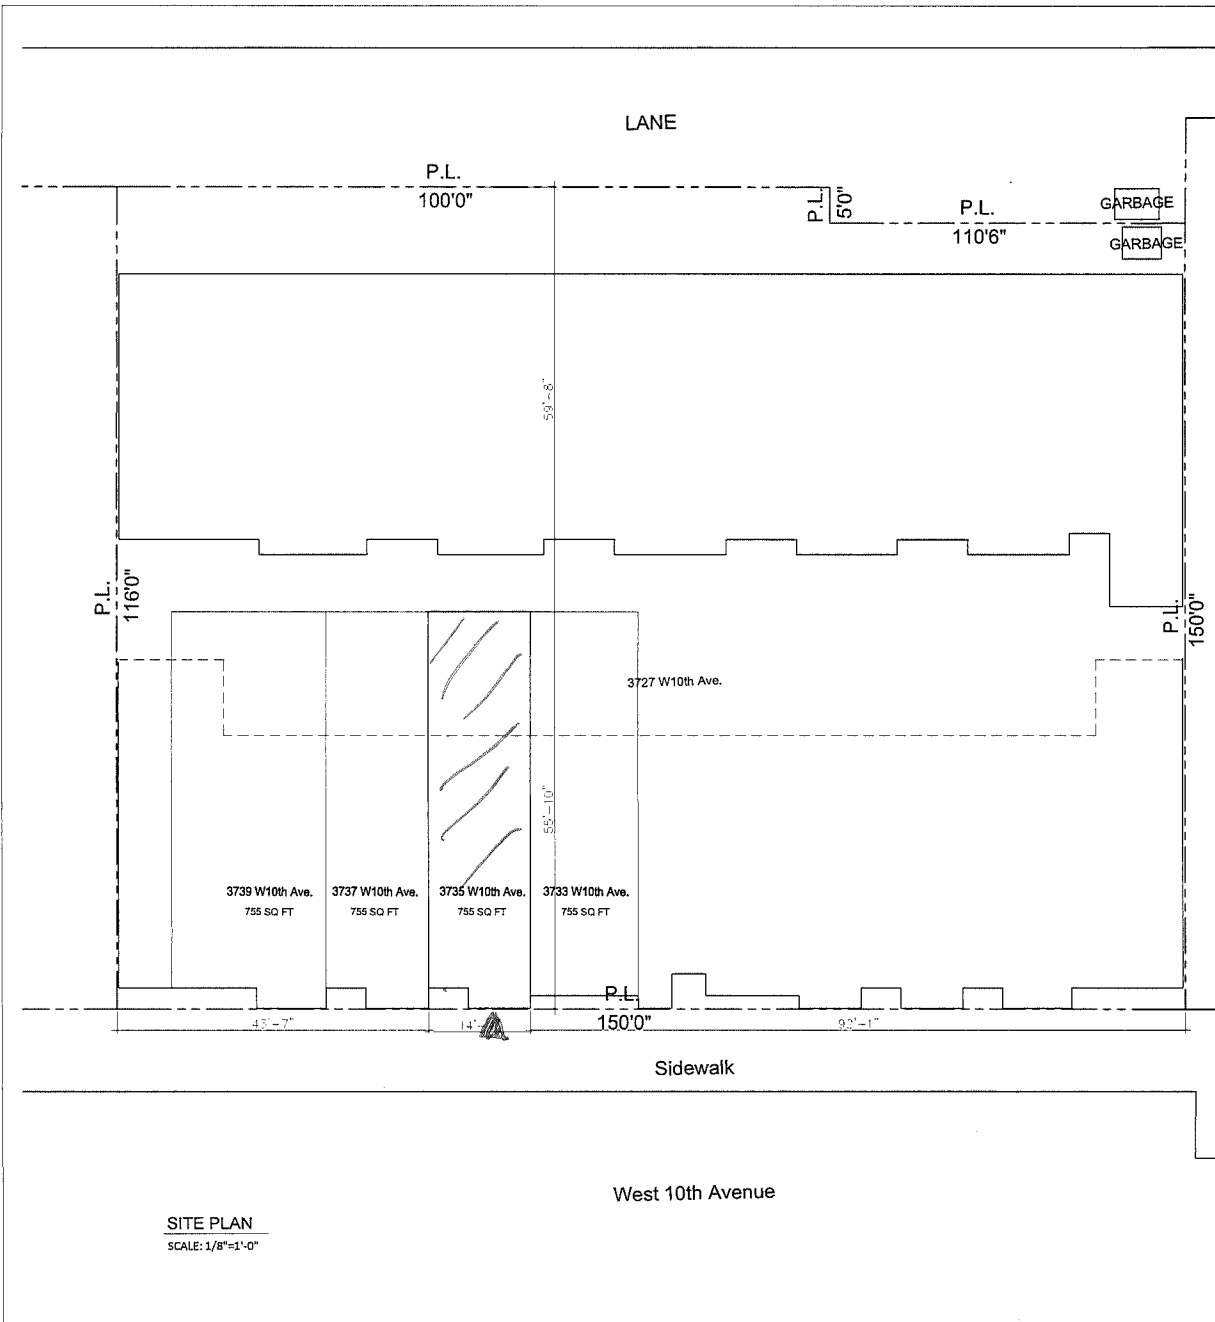 LANE
P.L.
100'0"
P.L.
5'0"
P.L.
110'6"
GARBAGE
GARBAGE
59'-8"
P.L.
116'0"
P.L.
150'0"
3727 W10th Ave.
55'-10"
3739 W10th Ave.
755 SQ FT
3737 W10th Ave.
755 SQ FT
3735 W10th Ave.
755 SQ FT
3733 W10th Ave.
755 SQ FT
P.L.
43'-7"
14'-
150'0"
Sidewalk
West 10th Avenue
SITE PLAN
SCALE: 1/8"=1'-0"